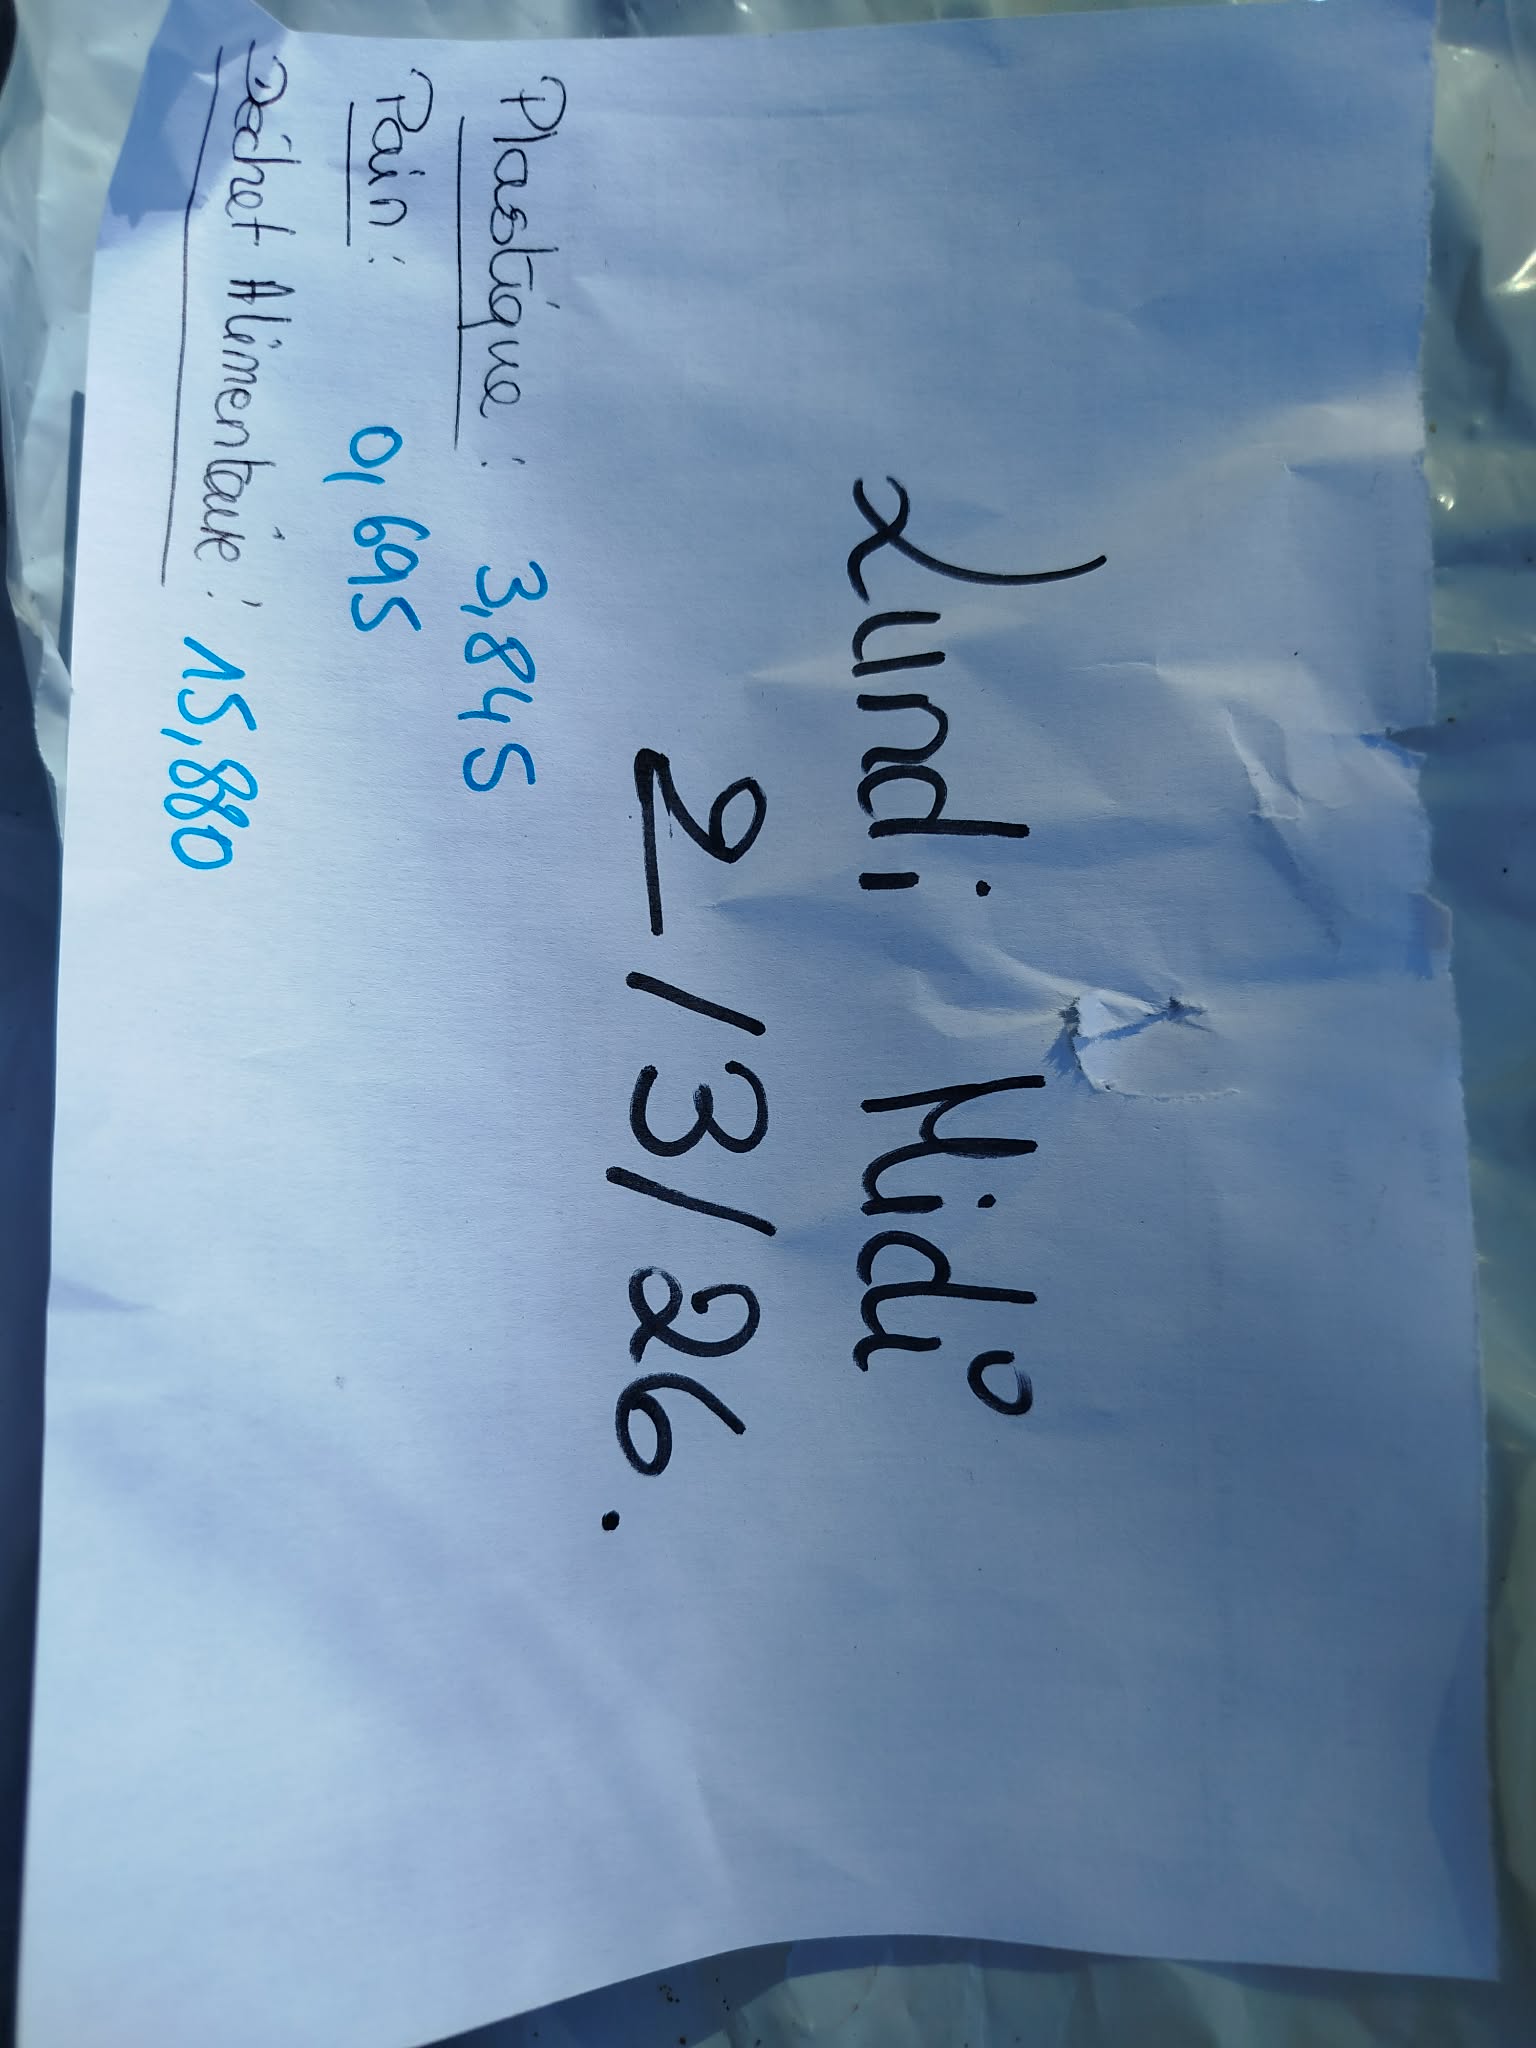 Lundi Midi
2/3/26.
Plastique : 3,845
Pain : 0,695
Déchet Alimentaire : 15,880